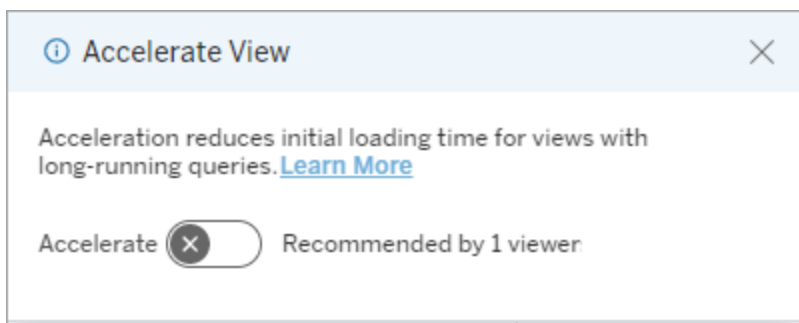 Accelerate View
Acceleration reduces initial loading time for views with
long-running queries. Learn More
Accelerate Recommended by 1 viewer